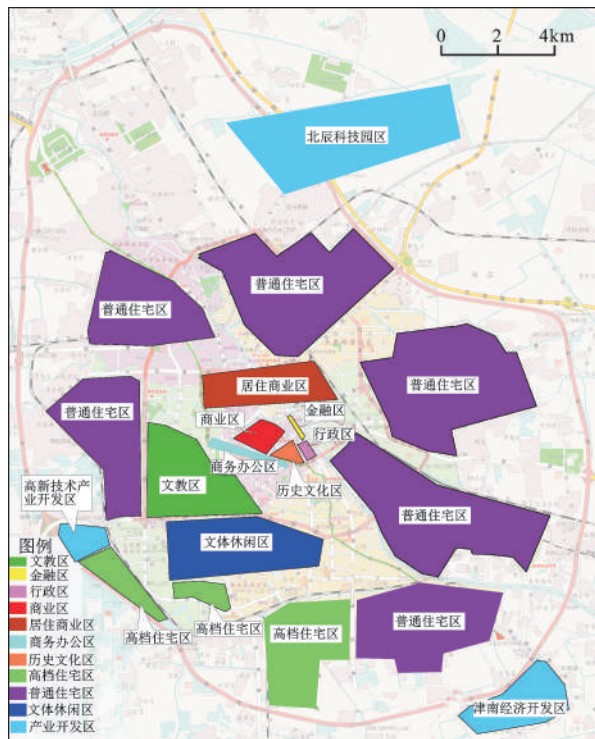 0 2 4km
北辰科技园区
普通住宅区
普通住宅区
普通住宅区
居住商业区
普通住宅区
商业区
金融区
行政区
商务办公区
历史文化区
文教区
高新技术产
业开发区
普通住宅区
文体休闲区
高档住宅区
高档住宅区
高档住宅区
普通住宅区
津南经济开发区
图例
文教区
金融区
行政区
商业区
居住商业区
商务办公区
历史文化区
高档住宅区
普通住宅区
文体休闲区
产业开发区